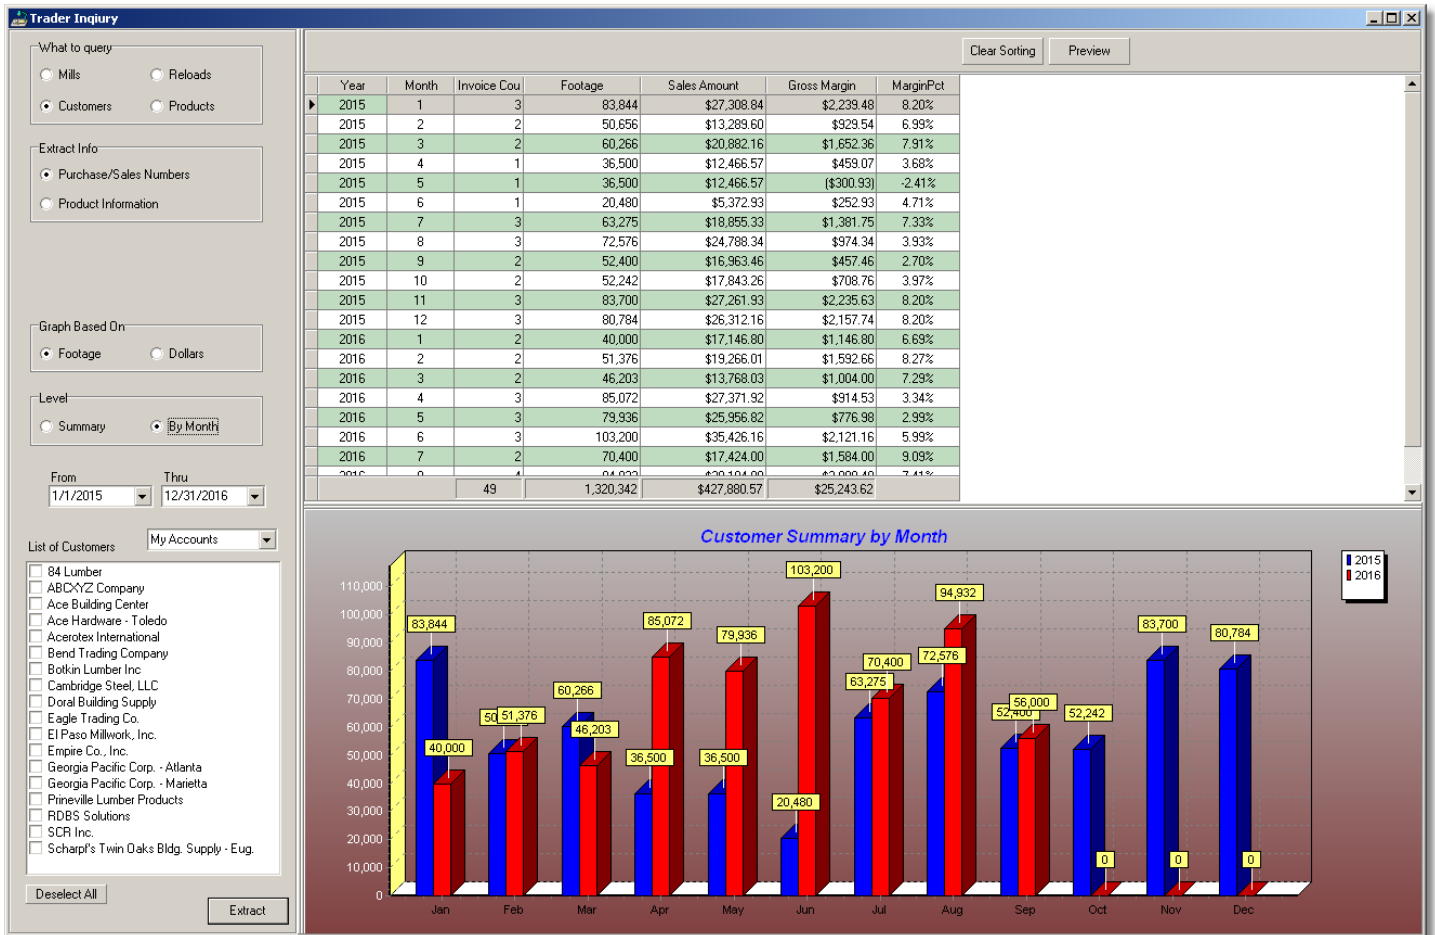 Trader Inqiury
What to query
Mills Reloads
Customers Products
Extract Info
Purchase/Sales Numbers
Product Information
Graph Based On
Footage Dollars
Level
Summary By Month
From Thru
1/1/2015 12/31/2016
List of Customers My Accounts
84 Lumber
ABCXYZ Company
Ace Building Center
Ace Hardware - Toledo
Acerotex International
Bend Trading Company
Botkin Lumber Inc
Cambridge Steel, LLC
Doral Building Supply
Eagle Trading Co.
El Paso Millwork, Inc.
Empire Co., Inc.
Georgia Pacific Corp. - Atlanta
Georgia Pacific Corp. - Marietta
Prineville Lumber Products
RDBS Solutions
SCR Inc.
Scharpf's Twin Oaks Bldg. Supply - Eug.
Deselect All
Extract
Clear Sorting Preview
Year Month Invoice Cou Footage Sales Amount Gross Margin MarginPct
2015 1 3 83,844 $27,308.84 $2,239.48 8.20%
2015 2 2 50,656 $13,289.60 $929.54 6.99%
2015 3 2 60,266 $20,882.16 $1,652.36 7.91%
2015 4 1 36,500 $12,466.57 $459.07 3.68%
2015 5 1 36,500 $12,466.57 ($300.93) -2.41%
2015 6 1 20,480 $5,372.93 $252.93 4.71%
2015 7 3 63,275 $18,855.33 $1,381.75 7.33%
2015 8 3 72,576 $24,788.34 $974.34 3.93%
2015 9 2 52,400 $16,963.46 $457.46 2.70%
2015 10 2 52,242 $17,843.26 $708.76 3.97%
2015 11 3 83,700 $27,261.93 $2,235.63 8.20%
2015 12 3 80,784 $26,312.16 $2,157.74 8.20%
2016 1 2 40,000 $17,146.80 $1,146.80 6.69%
2016 2 2 51,376 $19,266.01 $1,592.66 8.27%
2016 3 2 46,203 $13,768.03 $1,004.00 7.29%
2016 4 3 85,072 $27,371.92 $914.53 3.34%
2016 5 3 79,936 $25,956.82 $776.98 2.99%
2016 6 3 103,200 $35,426.16 $2,121.16 5.99%
2016 7 2 70,400 $17,424.00 $1,584.00 9.09%
49 1,320,342 $427,880.57 $25,243.62
Customer Summary by Month
2015
2016
110,000
100,000
90,000
80,000
70,000
60,000
50,000
40,000
30,000
20,000
10,000
0
83,844
40,000
51,376
60,266
46,203
36,500
85,072
36,500
79,936
20,480
103,200
63,275
70,400
72,576
94,932
52,400
56,000
52,242
0
83,700
0
80,784
0
Jan Feb Mar Apr May Jun Jul Aug Sep Oct Nov Dec